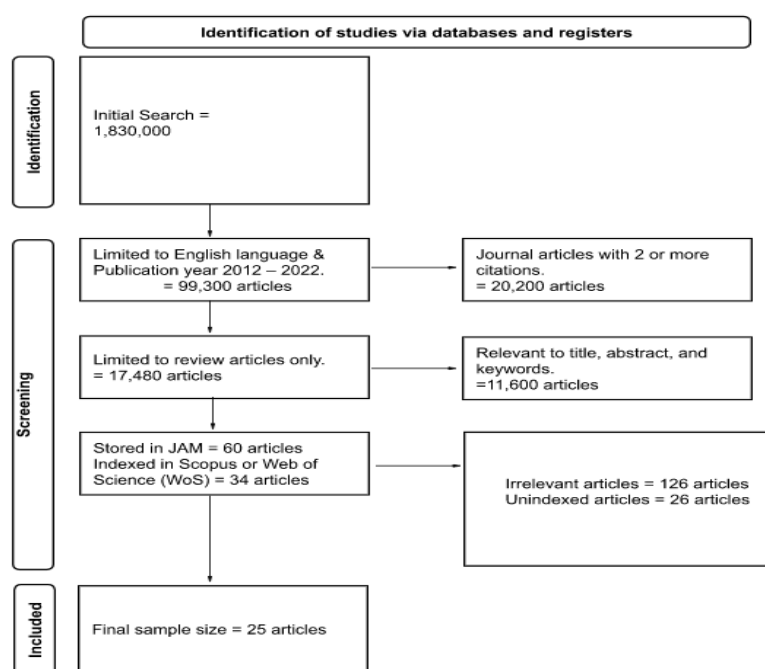 Identification of studies via databases and registers
Identification
Initial Search =
1,830,000
Screening
Limited to English language &
Publication year 2012 – 2022.
= 99,300 articles
Journal articles with 2 or more
citations.
= 20,200 articles
Limited to review articles only.
= 17,480 articles
Relevant to title, abstract, and
keywords.
=11,600 articles
Stored in JAM = 60 articles
Indexed in Scopus or Web of
Science (WoS) = 34 articles
Irrelevant articles = 126 articles
Unindexed articles = 26 articles
Included
Final sample size = 25 articles